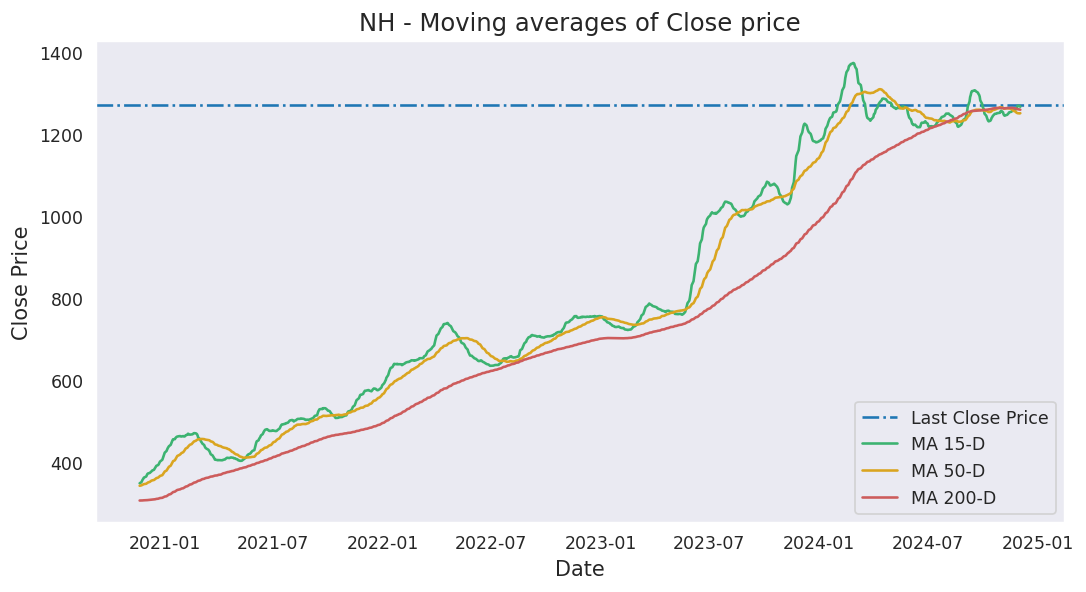 NH - Moving averages of Close price
1400
1200
1000
800
600
400
Close Price
Last Close Price
MA 15-D
MA 50-D
MA 200-D
2021-01 2021-07 2022-01 2022-07 2023-01 2023-07 2024-01 2024-07 2025-01
Date